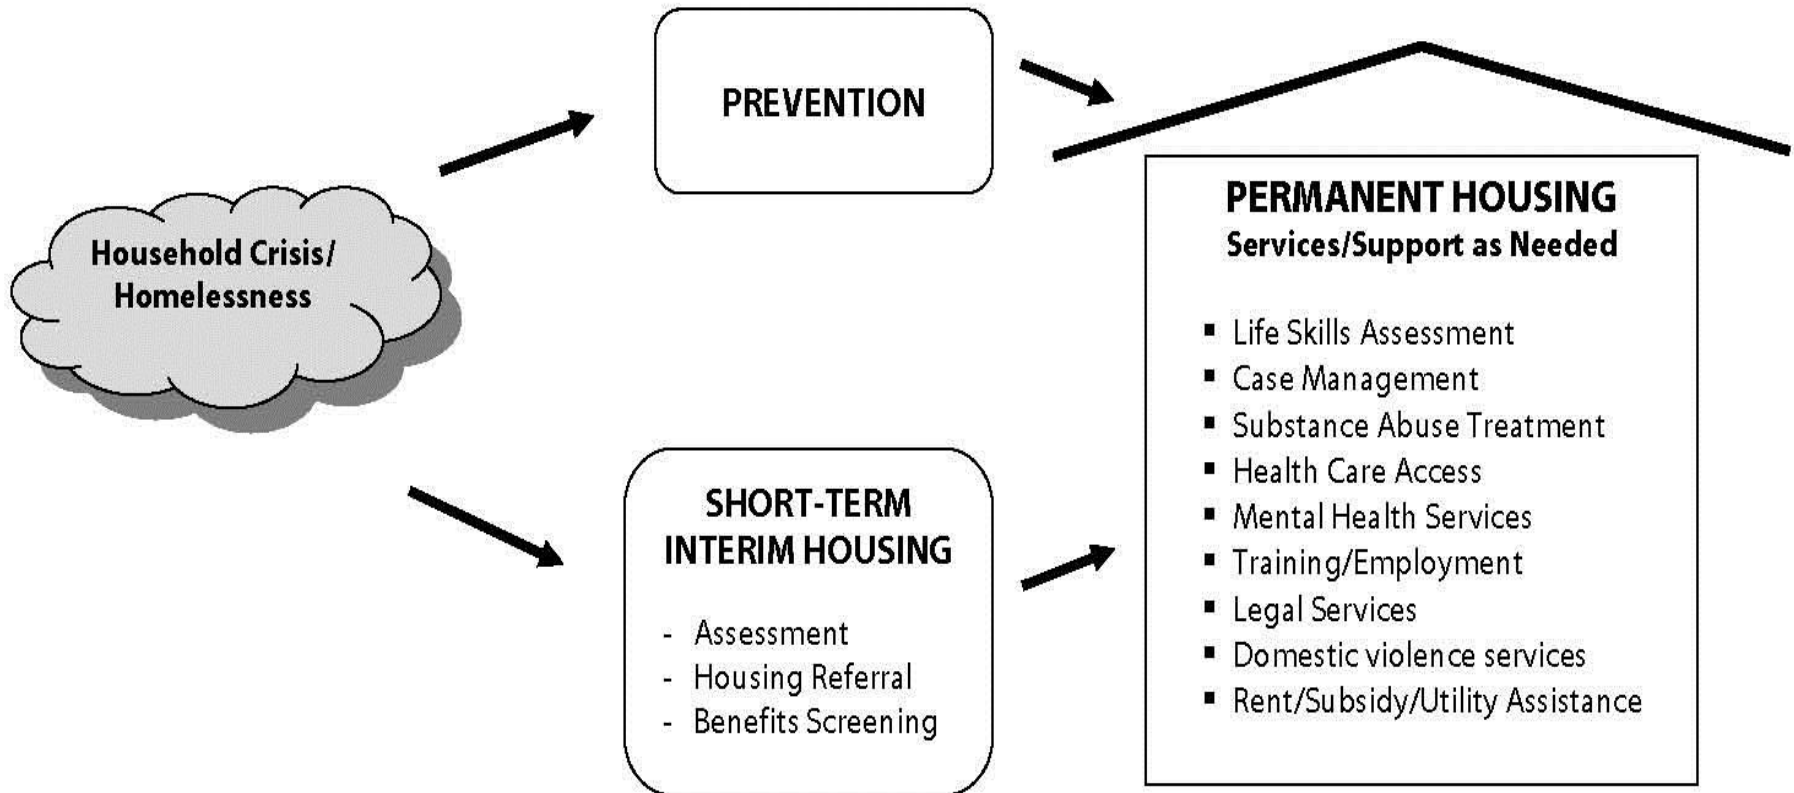 Household Crisis/
Homelessness
PREVENTION
SHORT-TERM
INTERIM HOUSING
- Assessment
- Housing Referral
- Benefits Screening
PERMANENT HOUSING
Services/Support as Needed
▪ Life Skills Assessment
▪ Case Management
▪ Substance Abuse Treatment
▪ Health Care Access
▪ Mental Health Services
▪ Training/Employment
▪ Legal Services
▪ Domestic violence services
▪ Rent/Subsidy/Utility Assistance